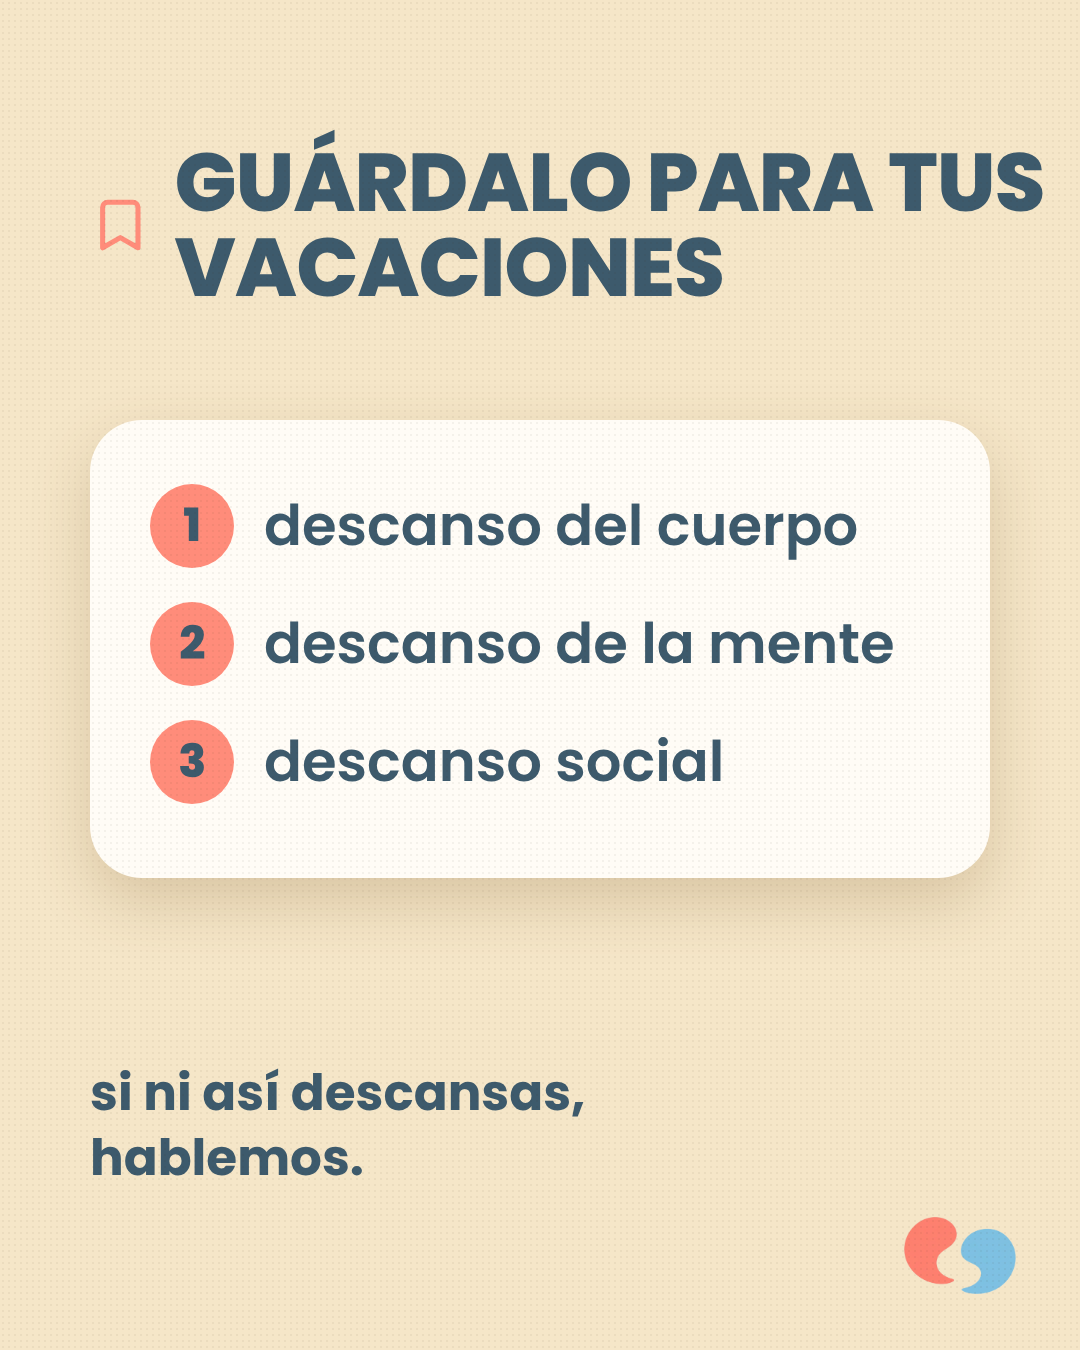 GUÁRDALO PARA TUS
VACACIONES
1 descanso del cuerpo
2 descanso de la mente
3 descanso social
si ni así descansas,
hablemos.